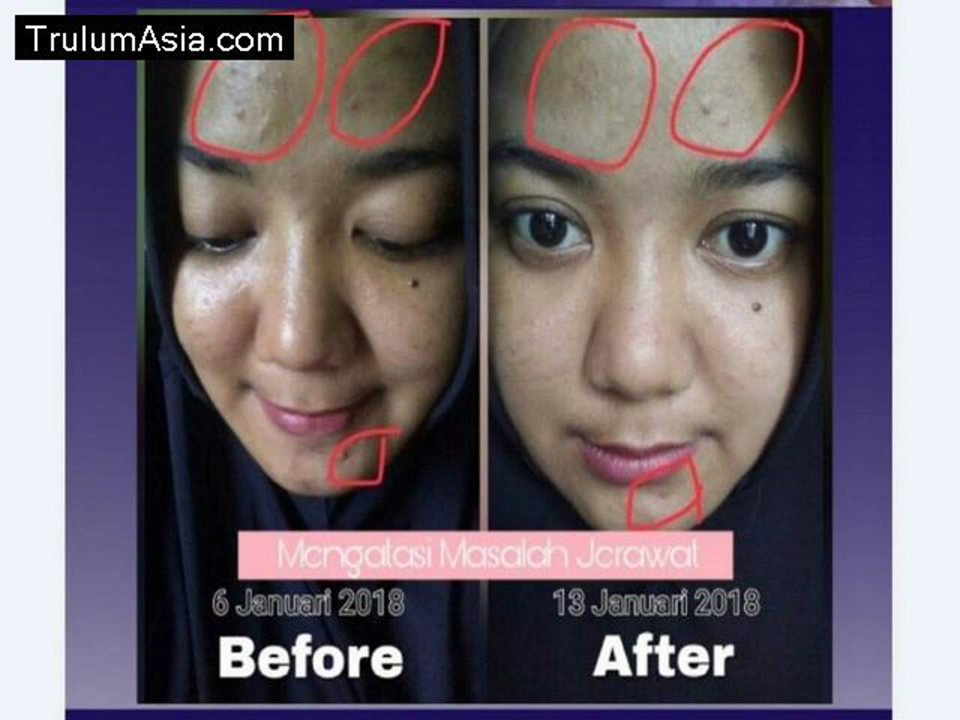 TrulumAsia.com
Mengatasi Masalah Jerawat
6 Januari 2018
13 Januari 2018
Before
After